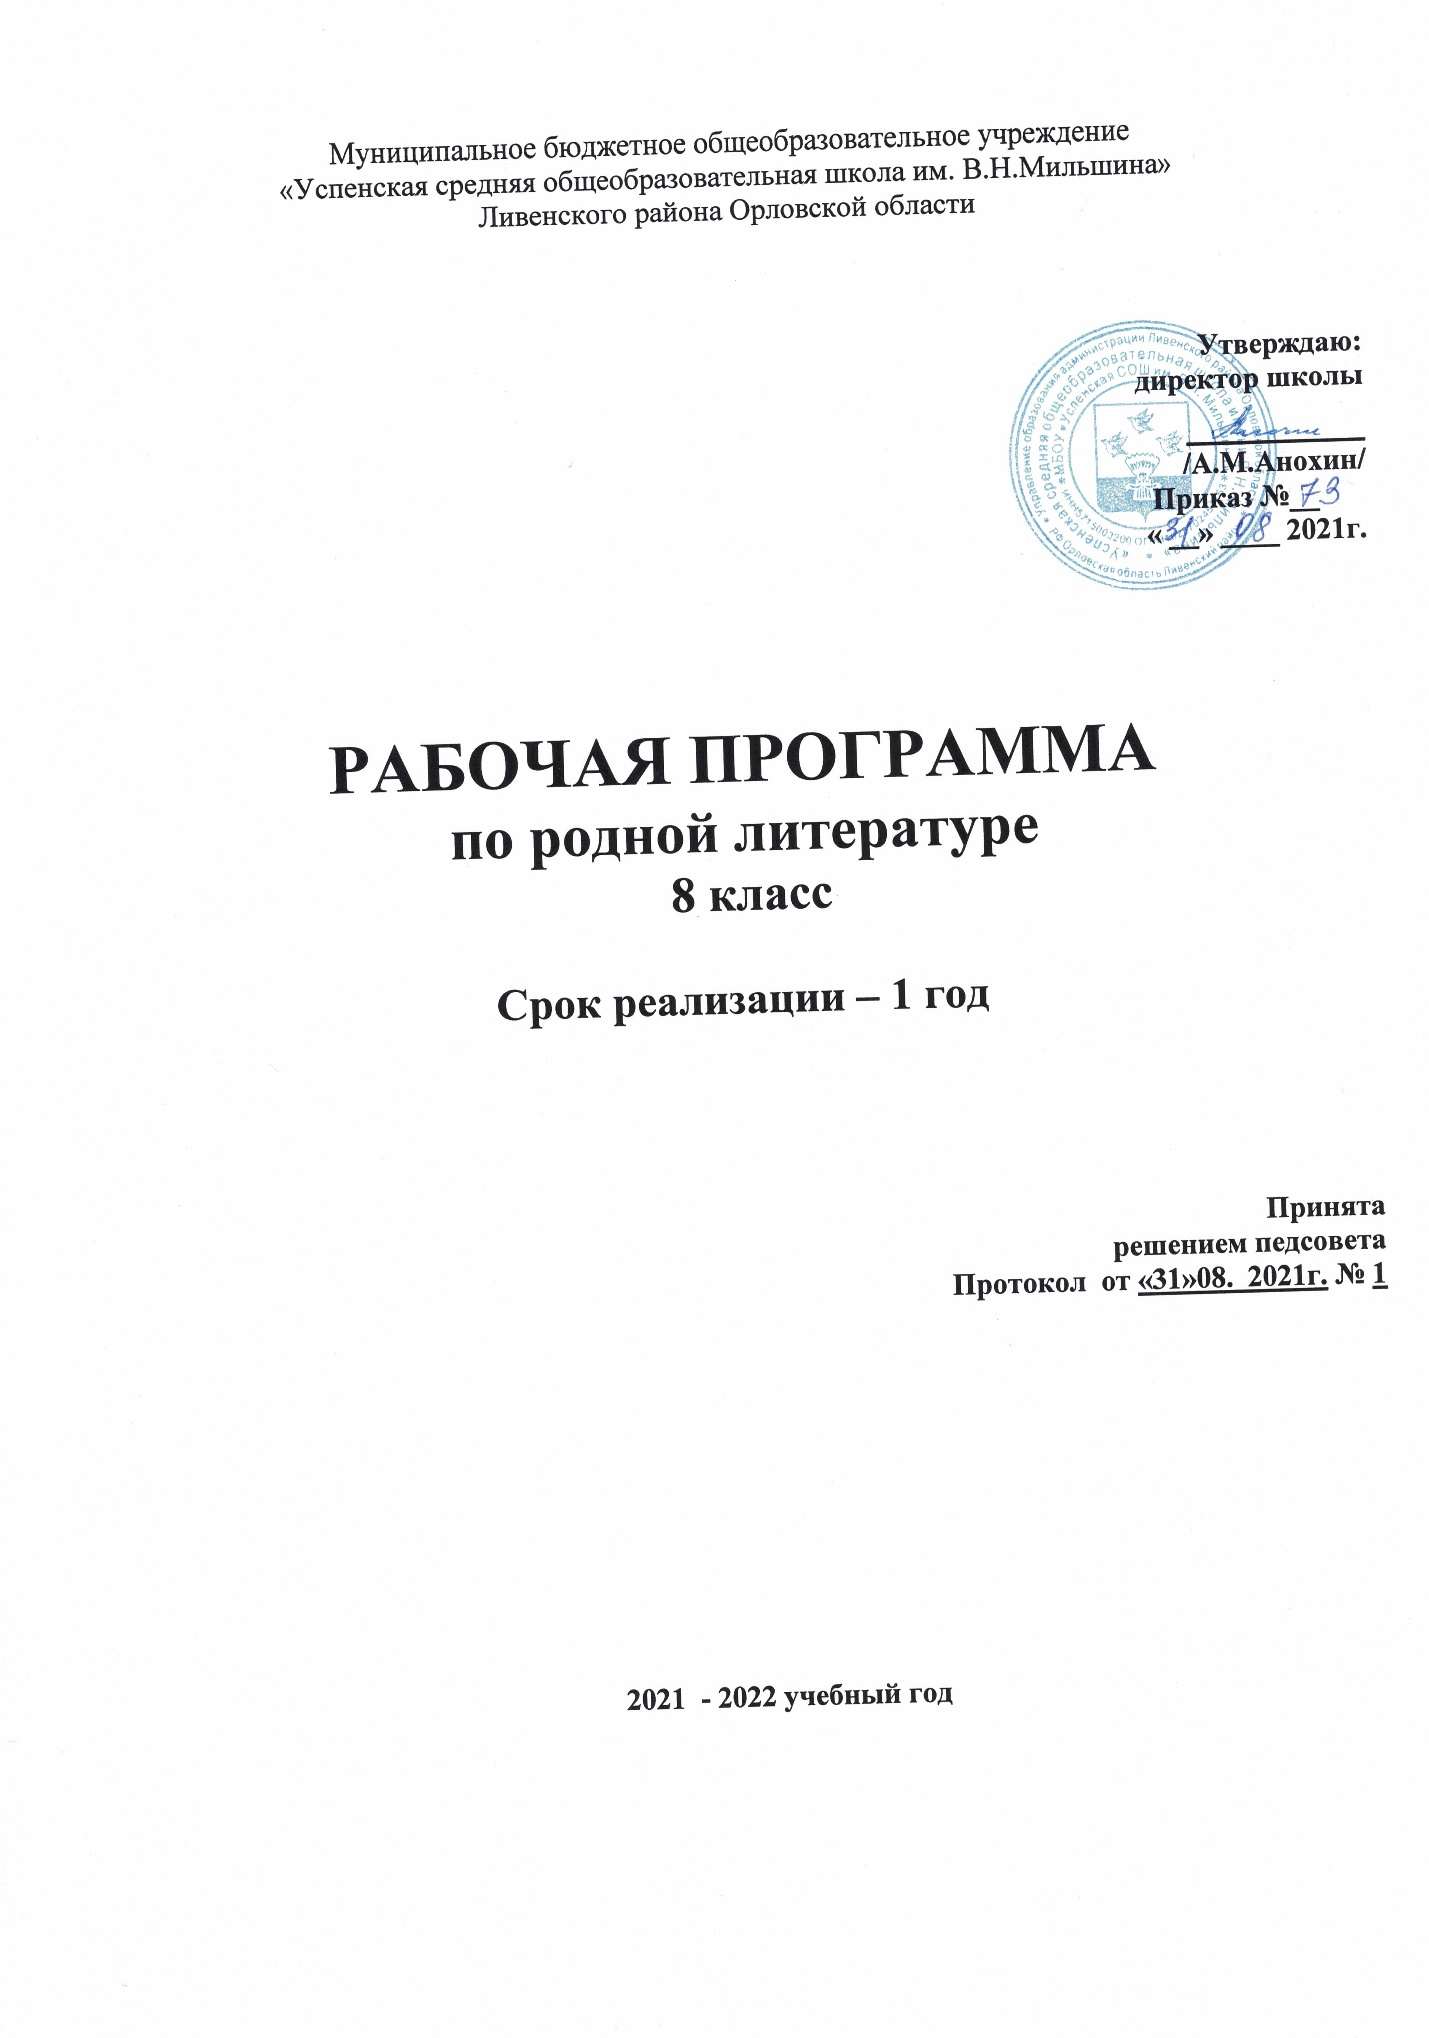 Муниципальное бюджетное общеобразовательное учреждение
«Успенская средняя общеобразовательная школа им. В.Н.Мильшина»
Ливенского района Орловской области
Утверждаю:
директор школы
/А.М.Анохин/
Приказ № 73
«31» 08 2021г.
РАБОЧАЯ ПРОГРАММА
по родной литературе
8 класс
Срок реализации – 1 год
Принята
решением педсовета
Протокол от «31»08. 2021г. № 1
2021 - 2022 учебный год